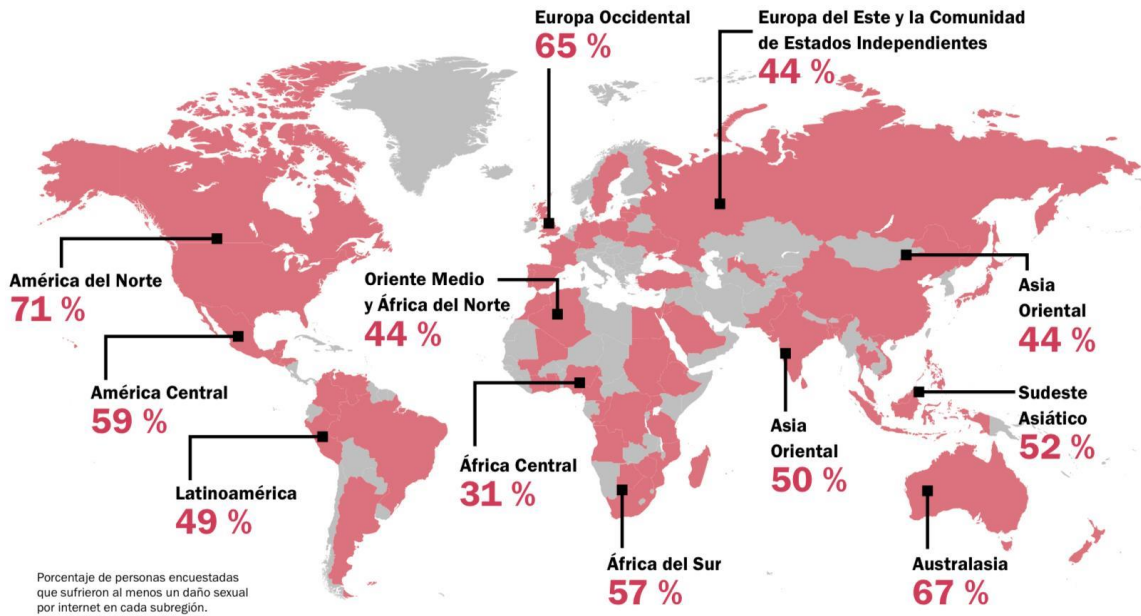 Europa Occidental
65 %
Europa del Este y la Comunidad
de Estados Independientes
44 %
América del Norte
71 %
Oriente Medio
y África del Norte
44 %
Asia
Oriental
44 %
América Central
59 %
Sudeste
Asiático
52 %
Asia
Oriental
50 %
África Central
31 %
Latinoamérica
49 %
África del Sur
57 %
Australasia
67 %
Porcentaje de personas encuestadas
que sufrieron al menos un daño sexual
por internet en cada subregión.